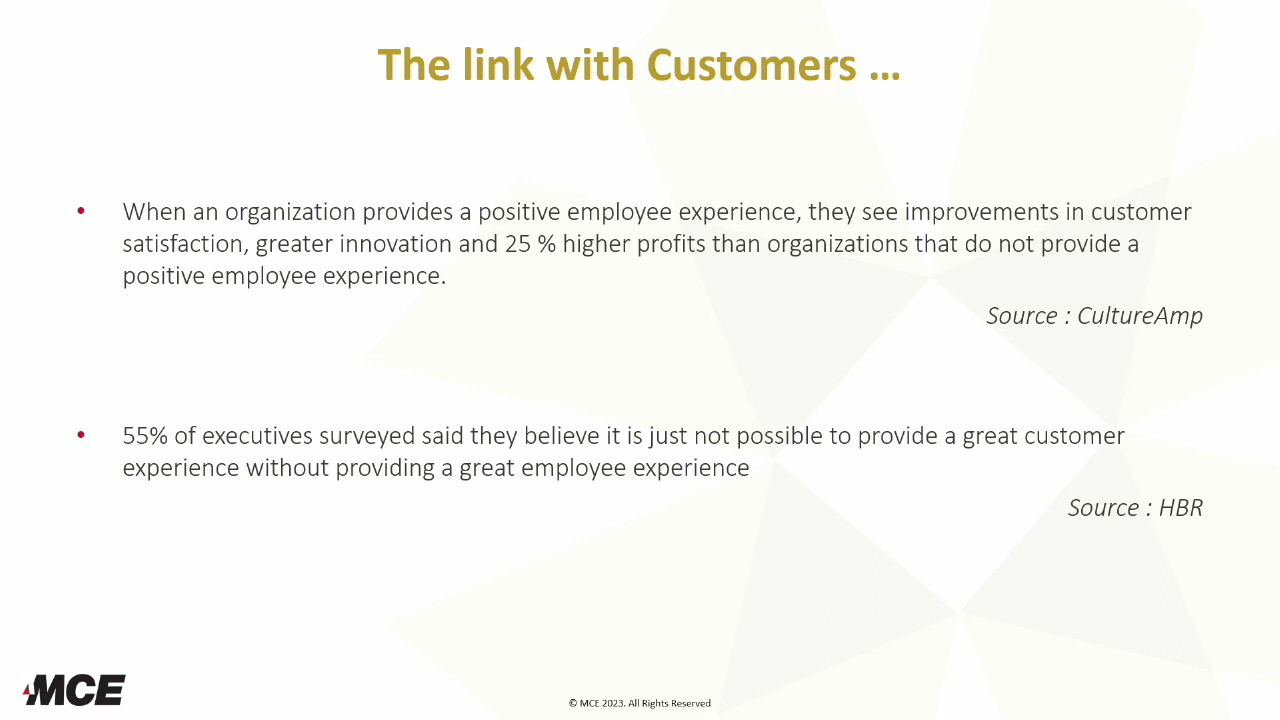 The link with Customers ...
• When an organization provides a positive employee experience, they see improvements in customer
satisfaction, greater innovation and 25 % higher profits than organizations that do not provide a
positive employee experience.
Source : CultureAmp
• 55% of executives surveyed said they believe it is just not possible to provide a great customer
experience without providing a great employee experience
Source : HBR
MCE
© MCE 2023. All Rights Reserved